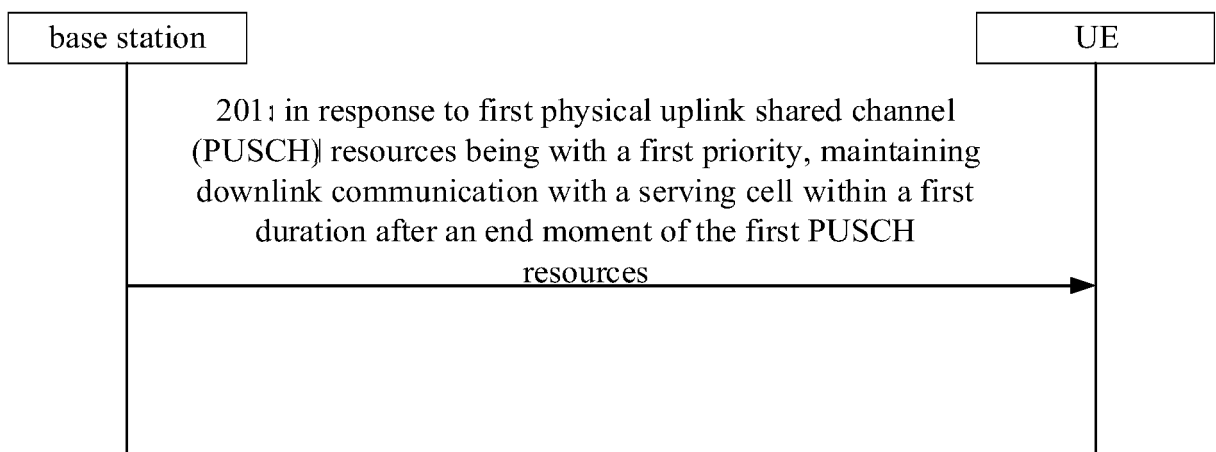 base station
UE
201: in response to first physical uplink shared channel
(PUSCH) resources being with a first priority, maintaining
downlink communication with a serving cell within a first
duration after an end moment of the first PUSCH
resources